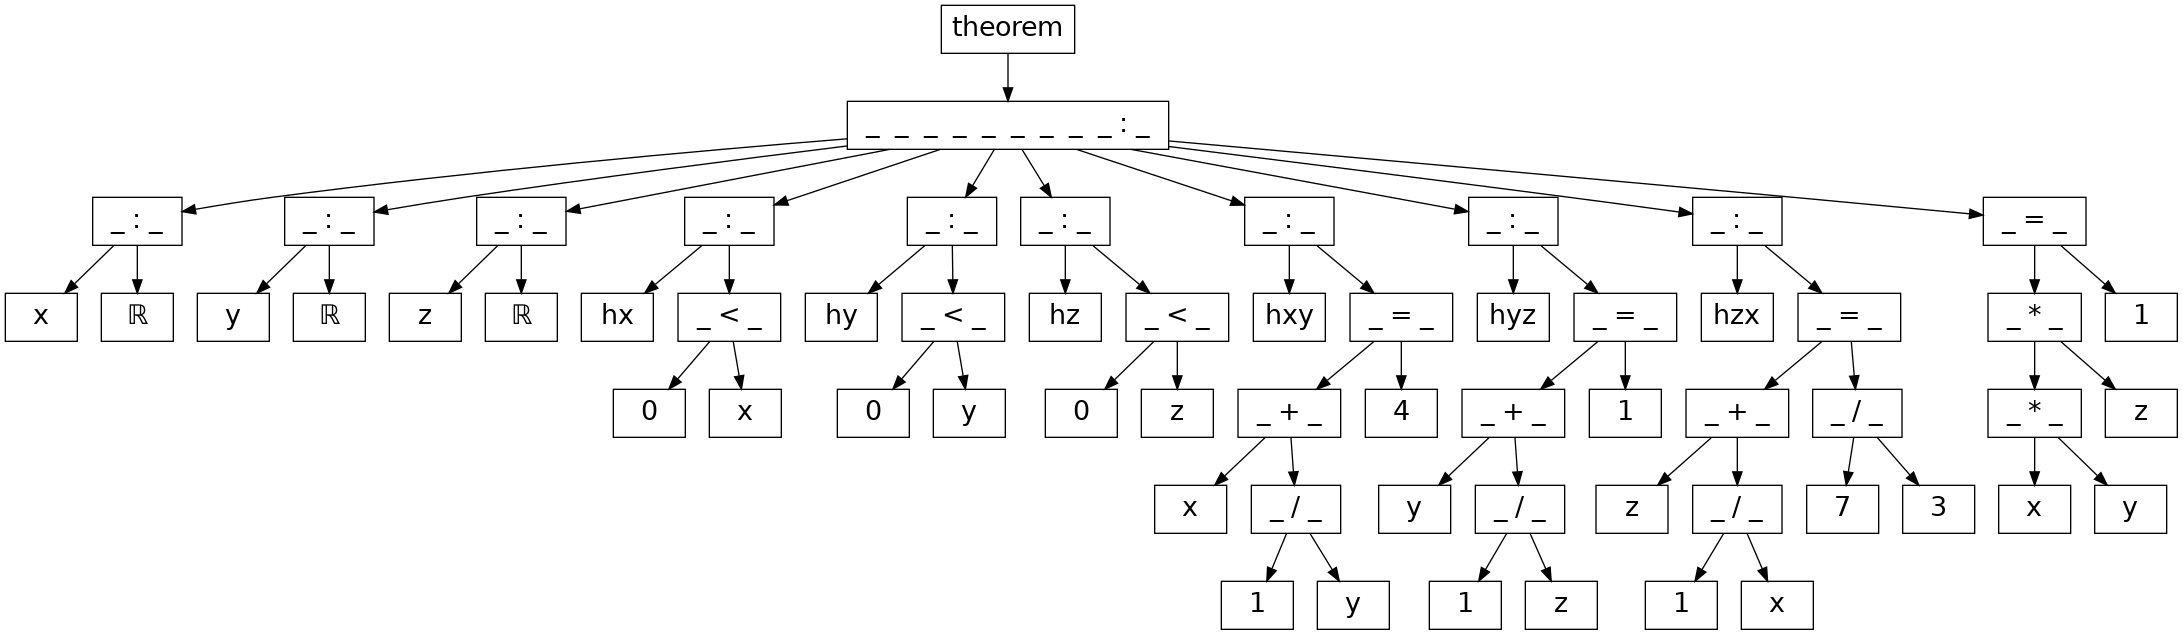 theorem
_ _ _ _ _ _ _ _ _ : _
_ : _ _ : _ _ : _ _ : _ _ : _ _ : _ _ : _ _ : _ _ : _ _ = _
x ℝ y ℝ z ℝ hx _ < _ hy _ < _ hz _ < _ hxy _ = _ hyz _ = _ hzx _ = _ _ * _ 1
0 x 0 y 0 z _ + _ 4 _ + _ 1 _ + _ _ / _ _ * _ z
x _ / _ y _ / _ z _ / _ 7 3 x y
1 y 1 z 1 x